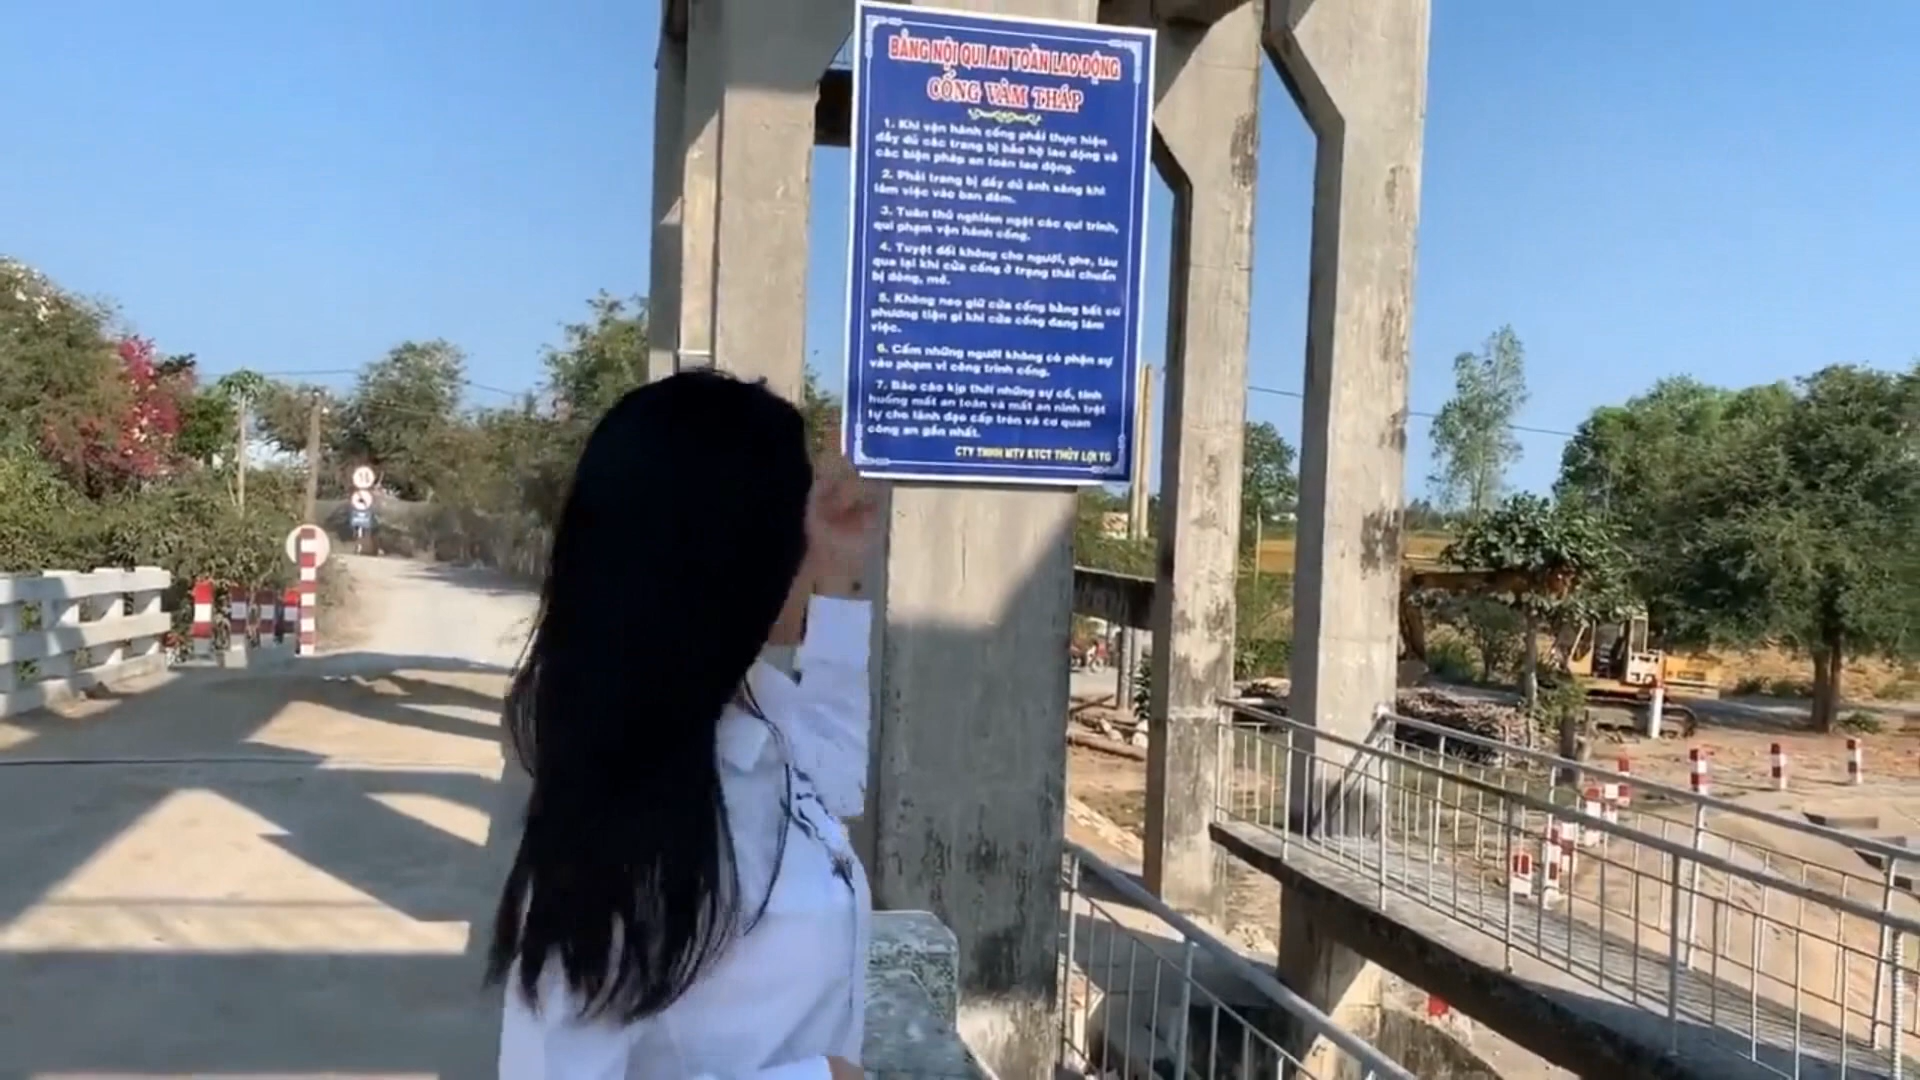 BẢNG NỘI QUI AN TOÀN LAO ĐỘNG
CỐNG VÀM THÁP
1. Khi vận hành cống phải thực hiện
đầy đủ các trang bị bảo hộ lao động và
các biện pháp an toàn lao động.
2. Phải trang bị đầy đủ ánh sáng khi
làm việc vào ban đêm.
3. Tuân thủ nghiêm ngặt các qui trình,
qui phạm vận hành cống.
4. Tuyệt đối không cho người, ghe, tàu
qua lại khi cửa cống ở trạng thái chuẩn
bị đóng, mở.
5. Không neo giữ cửa cống bằng bất cứ
phương tiện gì khi cửa cống đang làm
việc.
6. Cấm những người không có phận sự
vào phạm vi công trình cống.
7. Báo cáo kịp thời những sự cố, tình
huống mất an toàn và mất an ninh trật
tự cho lãnh đạo cấp trên và cơ quan
công an gần nhất.
CTY TNHH MTV KTCT THỦY LỢI TG